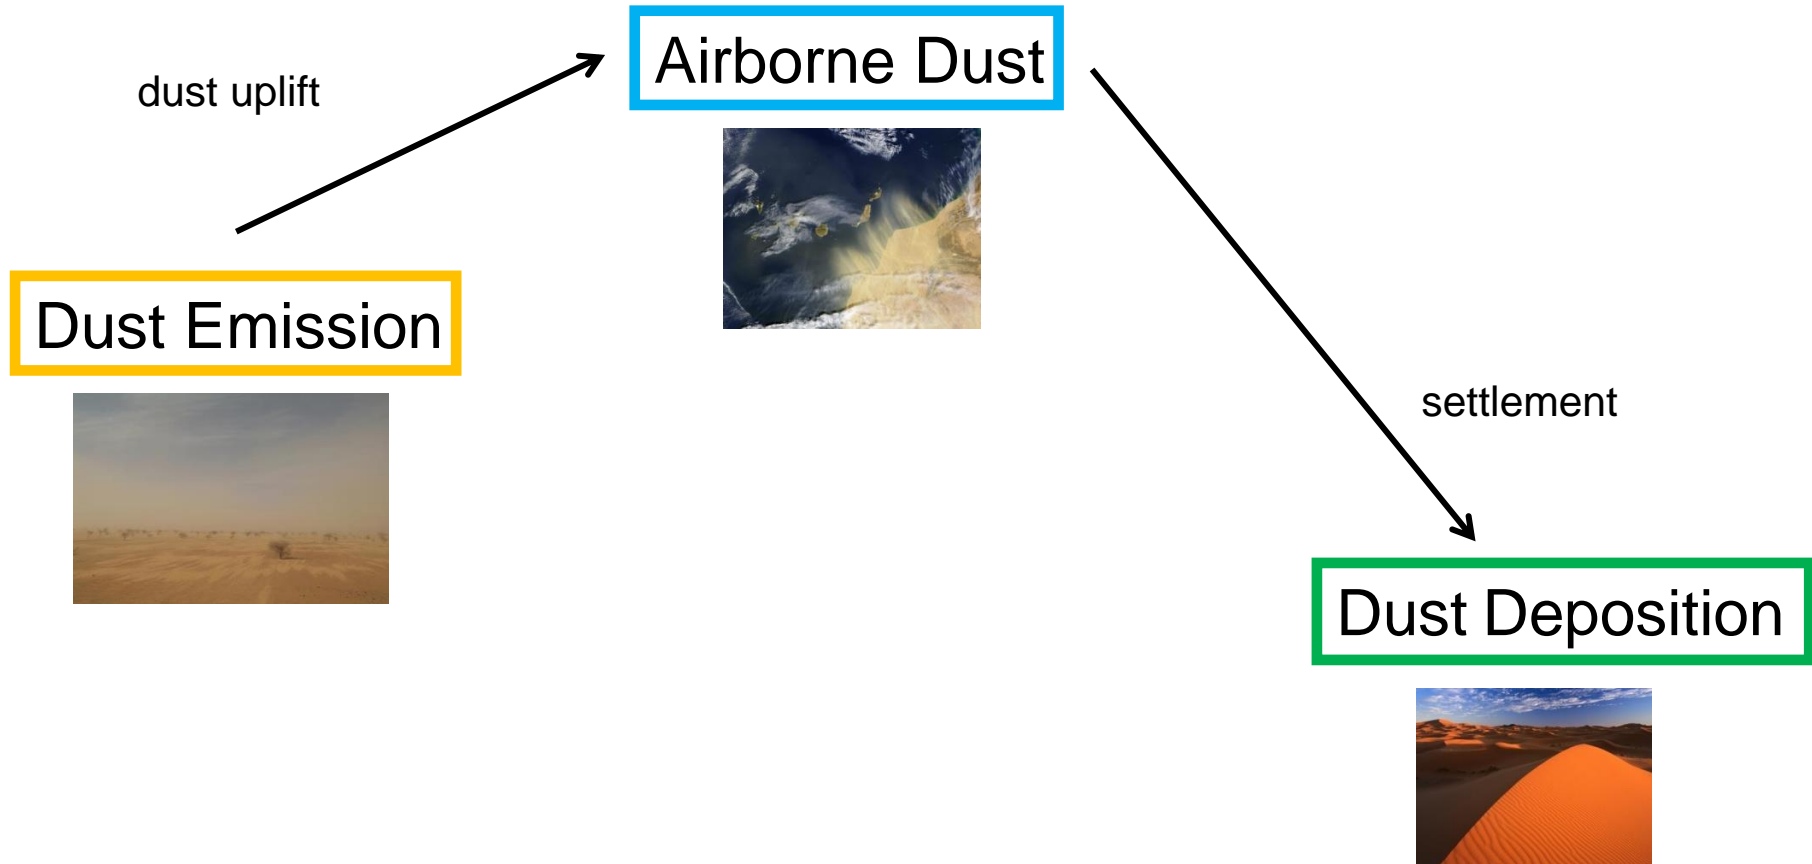 Airborne Dust
dust uplift
Dust Emission
settlement
Dust Deposition